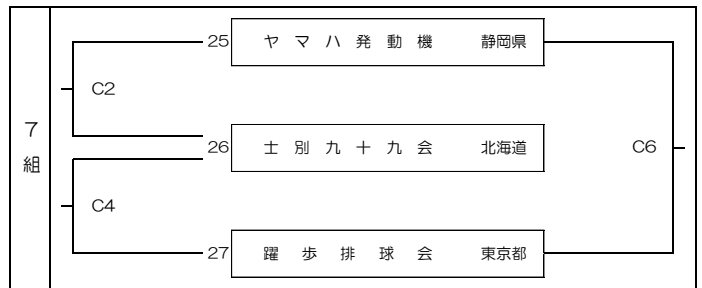 25 ヤマハ発動機 静岡県
C2
7組
26 士別九十九会 北海道
C6
C4
27 躍歩排球会 東京都